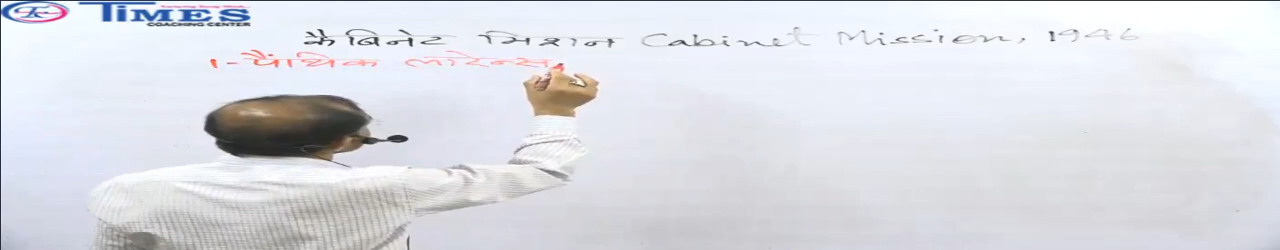 TIMES
COACHING CENTER
कैबिनेट मिशन Cabinet Mission, 1946
1-पैंथिक लारेन्स